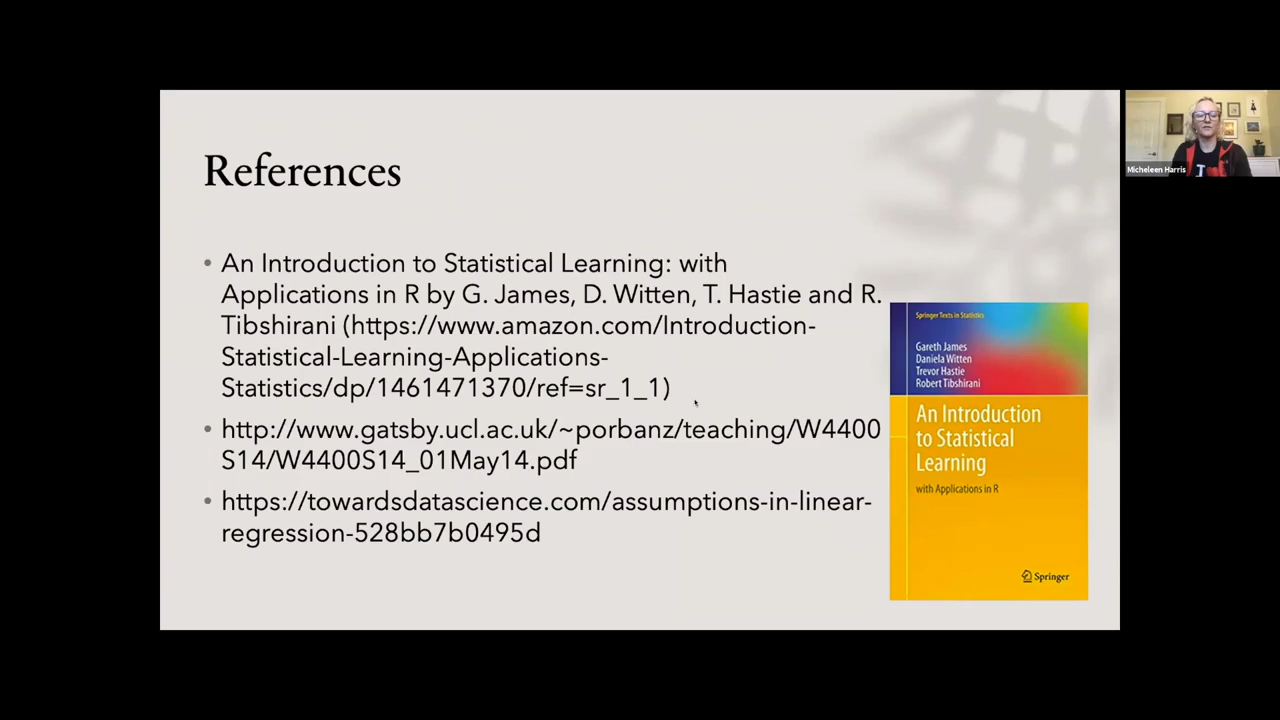 References
• An Introduction to Statistical Learning: with
Applications in R by G. James, D. Witten, T. Hastie and R.
Tibshirani (https://www.amazon.com/Introduction-
Statistical-Learning-Applications-
Statistics/dp/1461471370/ref=sr_1_1)
• http://www.gatsby.ucl.ac.uk/~porbanz/teaching/W4400
S14/W4400S14_01May14.pdf
• https://towardsdatascience.com/assumptions-in-linear-
regression-528bb7b0495d
Springer Texts in Statistics
Gareth James
Daniela Witten
Trevor Hastie
Robert Tibshirani
An Introduction
to Statistical
Learning
with Applications in R
Springer
Micheleen Harris